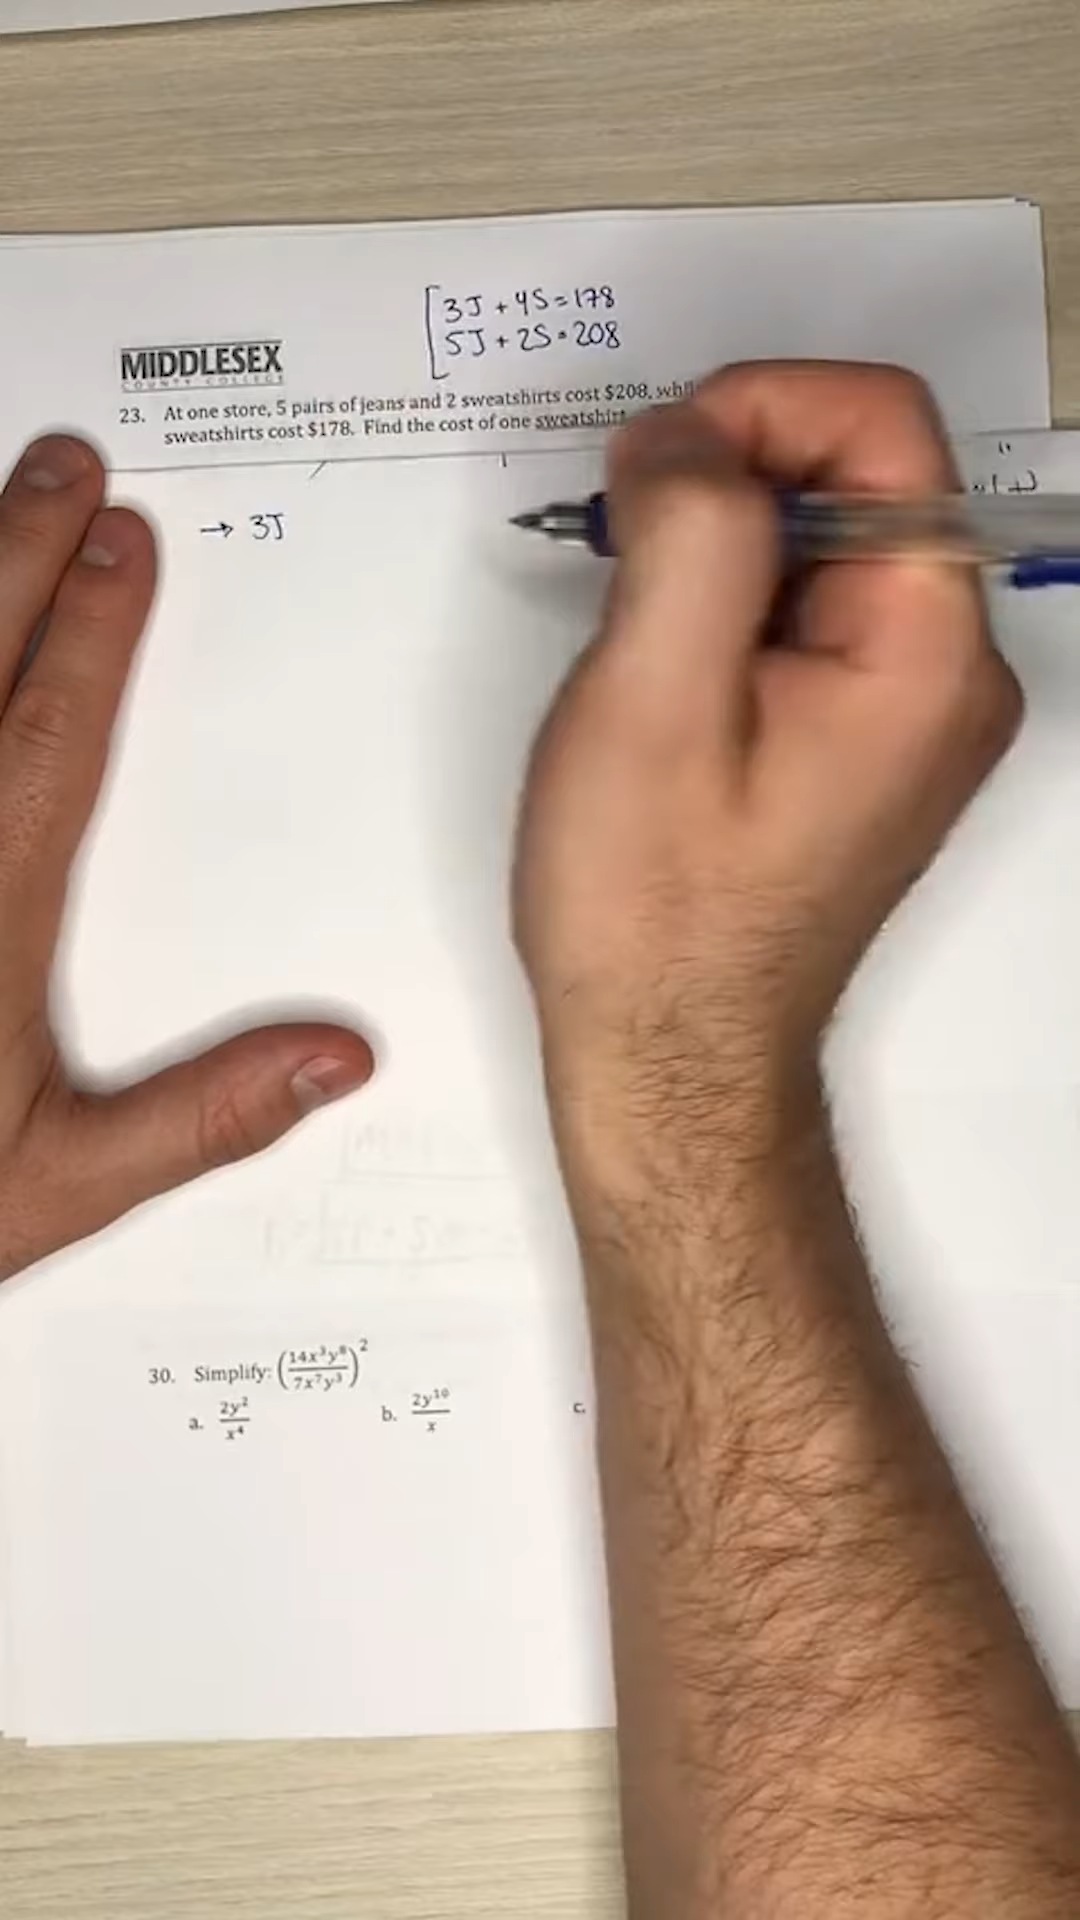 3J + 4S = 178
5J + 2S = 208
MIDDLESEX
COUNTY COLLEGE
23. At one store, 5 pairs of jeans and 2 sweatshirts cost $208, whil
sweatshirts cost $178. Find the cost of one sweatshirt
→ 3J
30. Simplify: (14x³y⁸/7x⁷y³)²
a. 2y²/x⁴ b. 2y¹⁰/x c.